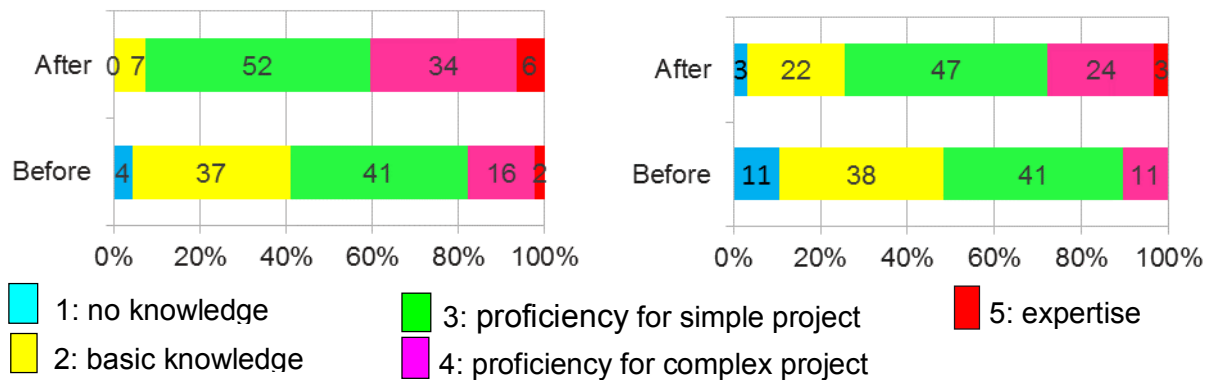 After 0 7 52 34 6
Before 4 37 41 16 2
0% 20% 40% 60% 80% 100%
After 3 22 47 24 3
Before 11 38 41 11
0% 20% 40% 60% 80% 100%
1: no knowledge
2: basic knowledge
3: proficiency for simple project
4: proficiency for complex project
5: expertise